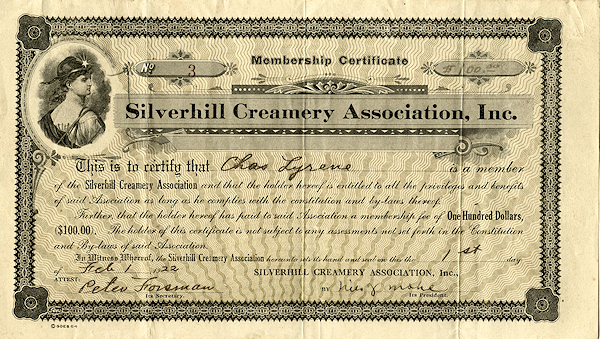 Membership Certificate
No 3
100.00
Silverhill Creamery Association, Inc.
This is to certify that Chas Lyrene is a member
of the Silverhill Creamery Association and that the holder hereof is entitled to all the privileges and benefits
of said Association as long as he complies with the constitution and by-laws thereof.
Further, that the holder hereof has paid to said Association a membership fee of One Hundred Dollars,
($100.00). The holder of this certificate is not subject to any assessments not set forth in the Constitution
and By-laws of said Association.
In Witness Whereof, the Silverhill Creamery Association hereunto sets its hand and seal on this the 1st day
of Feb 1 1922
SILVERHILL CREAMERY ASSOCIATION, Inc.,
ATTEST:
Peter Foreman
BY
Its Secretary.
Its President.
© GOES